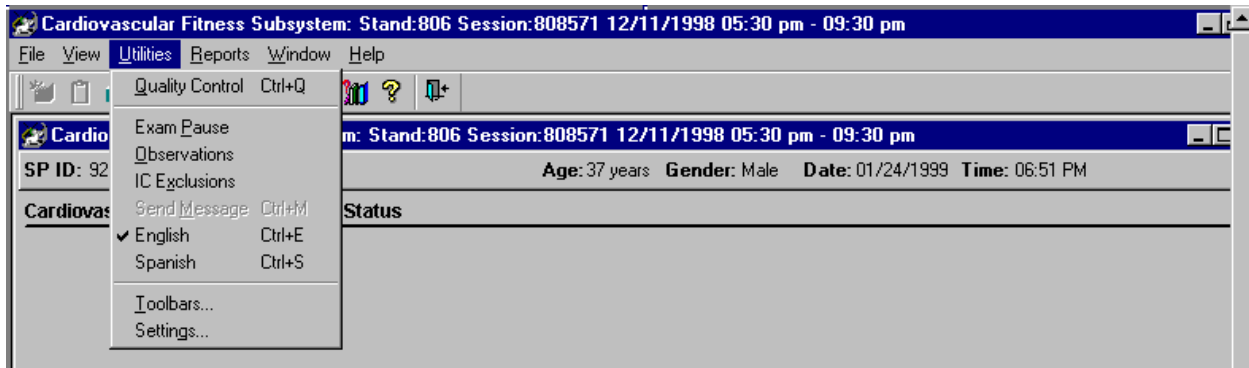 Cardiovascular Fitness Subsystem: Stand:806 Session:808571 12/11/1998 05:30 pm - 09:30 pm
File View Utilities Reports Window Help
Quality Control Ctrl+Q
Exam Pause
Observations
IC Exclusions
Send Message Ctrl+M
English Ctrl+E
Spanish Ctrl+S
Toolbars...
Settings...
Cardio m: Stand:806 Session:808571 12/11/1998 05:30 pm - 09:30 pm
SP ID: 92 Age: 37 years Gender: Male Date: 01/24/1999 Time: 06:51 PM
Cardiovas Status